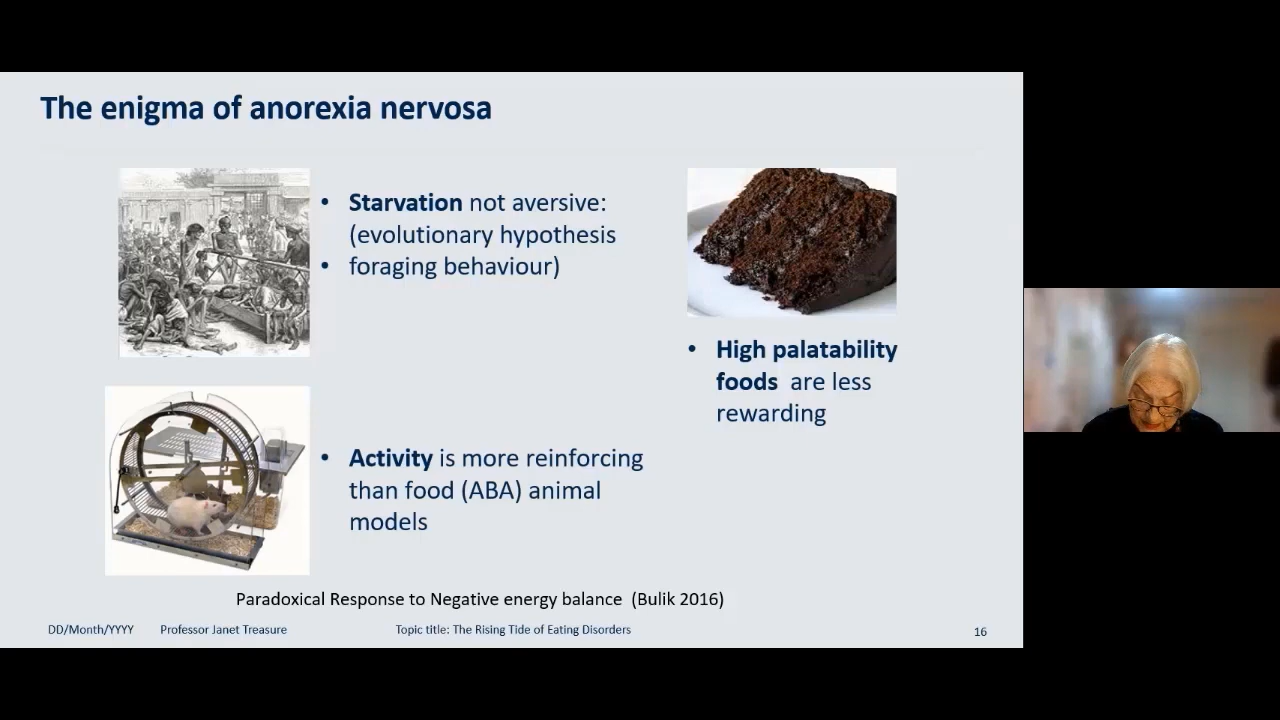 The enigma of anorexia nervosa
• Starvation not aversive:
(evolutionary hypothesis
• foraging behaviour)
• High palatability
foods are less
rewarding
• Activity is more reinforcing
than food (ABA) animal
models
Paradoxical Response to Negative energy balance (Bulik 2016)
DD/Month/YYYY Professor Janet Treasure Topic title: The Rising Tide of Eating Disorders 16